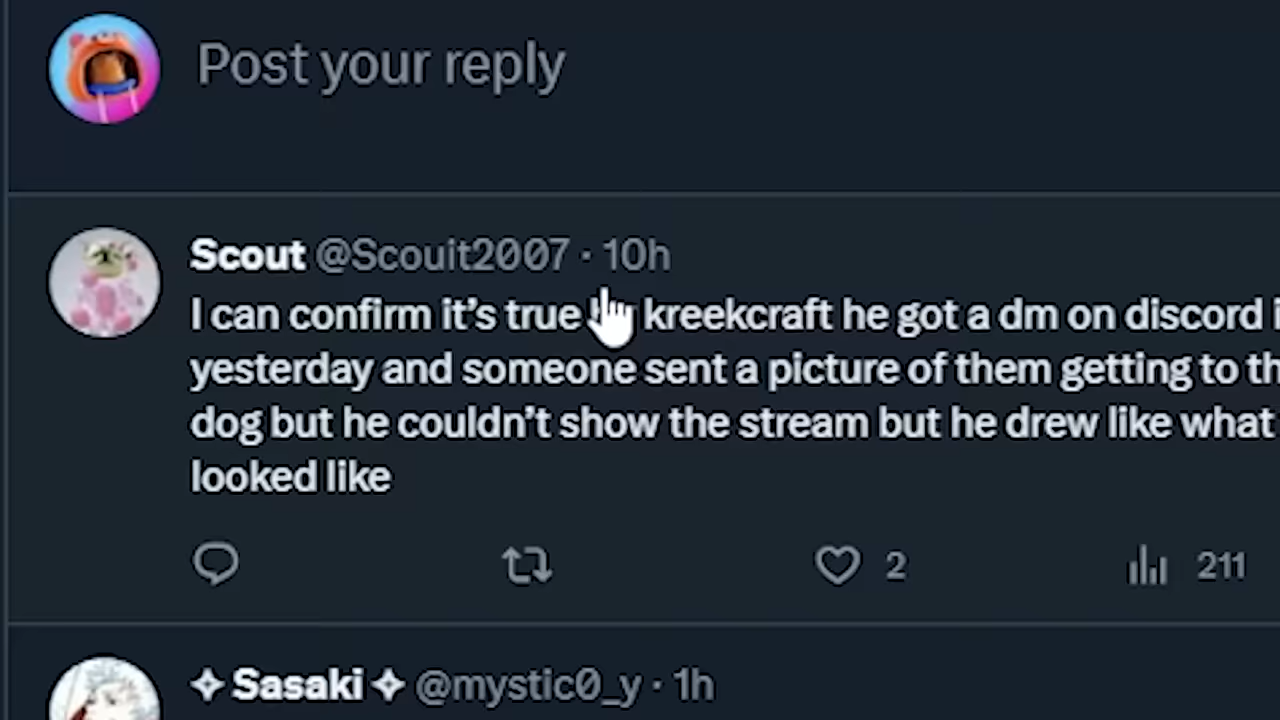 Post your reply
Scout @Scouit2007 · 10h
I can confirm it's true kreekcraft he got a dm on discord
yesterday and someone sent a picture of them getting to
dog but he couldn't show the stream but he drew like what
looked like
2
211
✧ Sasaki ✧ @mystic0_y · 1h